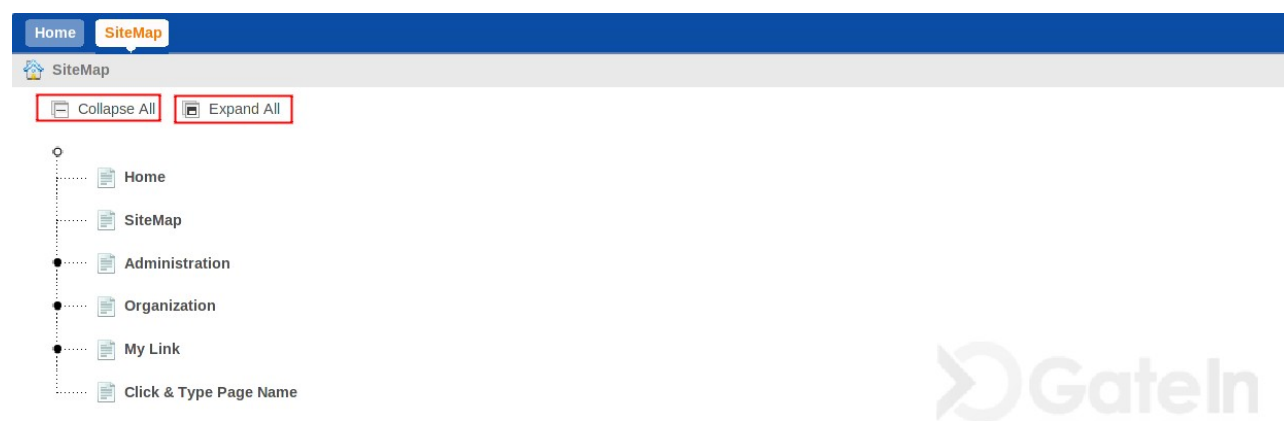 Home SiteMap
SiteMap
Collapse All Expand All
Home
SiteMap
Administration
Organization
My Link
Click & Type Page Name
GateIn